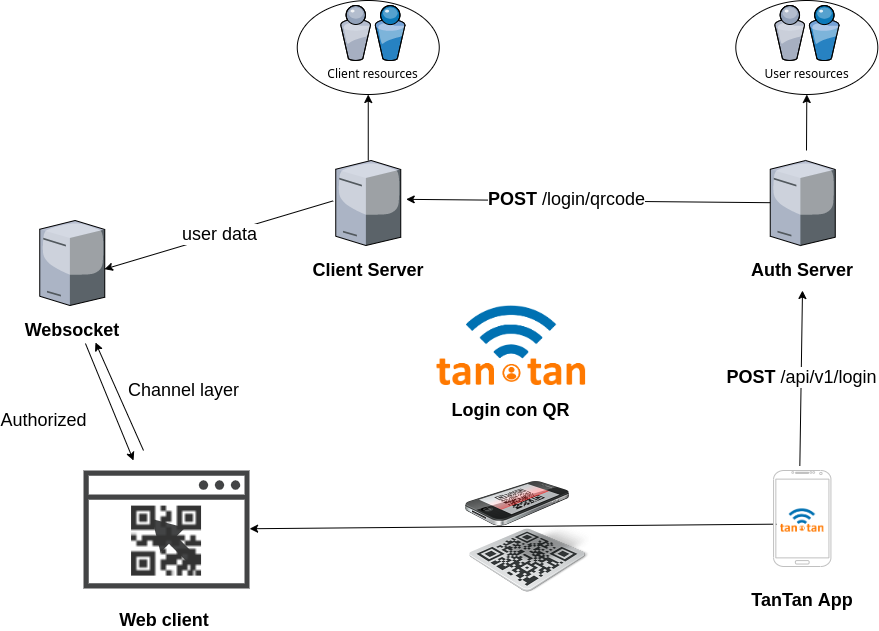 Client resources
User resources
POST /login/qrcode
user data
Client Server
Auth Server
Websocket
tan tan
POST /api/v1/login
Channel layer
Login con QR
Authorized
tan tan
Web client
TanTan App